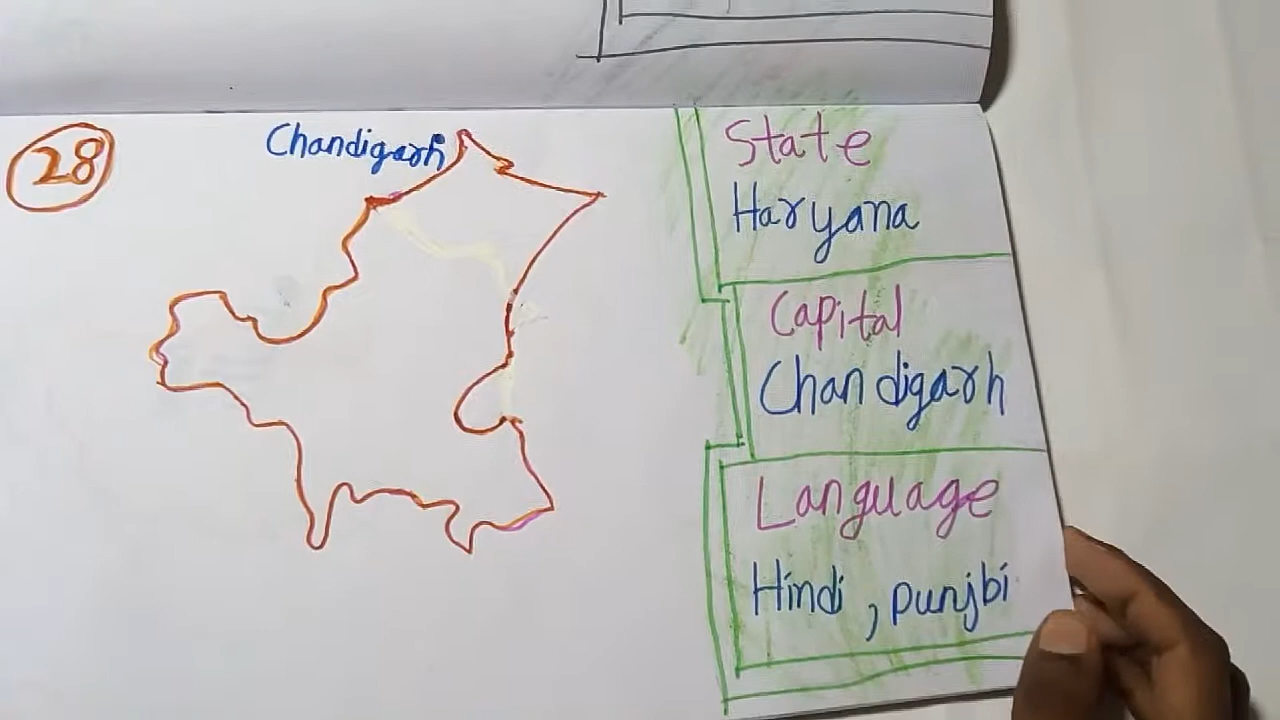 28
Chandigarh
State
Haryana
Capital
Chandigarh
Language
Hindi, Punjbi